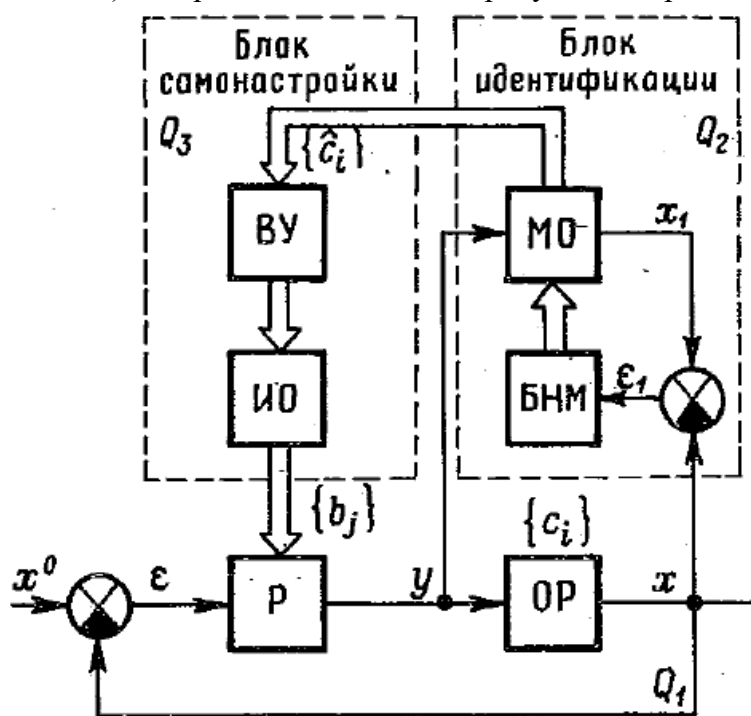 Блак
самонастройки
Q₃
Блок
идентификации
Q₂
{ĉᵢ}
ВУ
МО
x₁
ИО
БНМ
ε₁
{bⱼ}
{cᵢ}
x⁰
ε
Р
y
ОР
x
Q₁